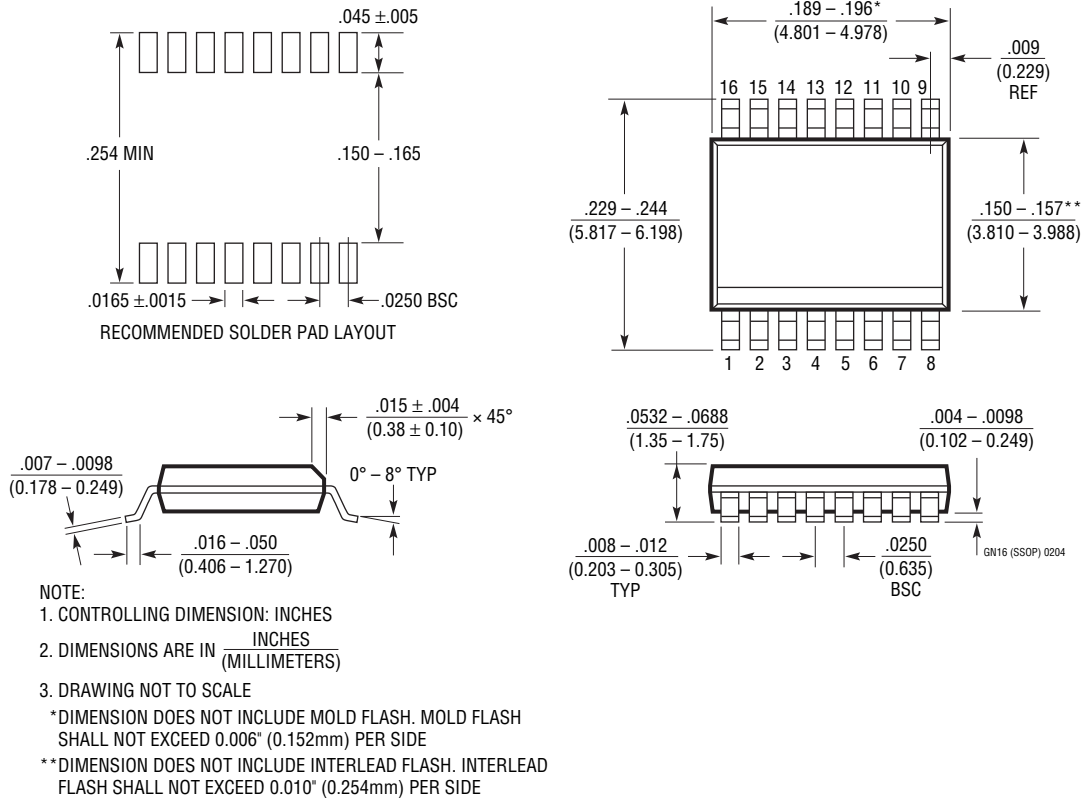 .045 ±.005
.254 MIN
.150 – .165
.0165 ±.0015
.0250 BSC
RECOMMENDED SOLDER PAD LAYOUT
.189 – .196*
(4.801 – 4.978)
.009
(0.229)
REF
16 15 14 13 12 11 10 9
.229 – .244
(5.817 – 6.198)
.150 – .157**
(3.810 – 3.988)
1 2 3 4 5 6 7 8
.015 ± .004
(0.38 ± 0.10)
× 45°
.007 – .0098
(0.178 – 0.249)
0° – 8° TYP
.016 – .050
(0.406 – 1.270)
.0532 – .0688
(1.35 – 1.75)
.004 – .0098
(0.102 – 0.249)
.008 – .012
(0.203 – 0.305)
TYP
.0250
(0.635)
BSC
GN16 (SSOP) 0204
NOTE:
1. CONTROLLING DIMENSION: INCHES
2. DIMENSIONS ARE IN INCHES
(MILLIMETERS)
3. DRAWING NOT TO SCALE
*DIMENSION DOES NOT INCLUDE MOLD FLASH. MOLD FLASH
SHALL NOT EXCEED 0.006" (0.152mm) PER SIDE
**DIMENSION DOES NOT INCLUDE INTERLEAD FLASH. INTERLEAD
FLASH SHALL NOT EXCEED 0.010" (0.254mm) PER SIDE